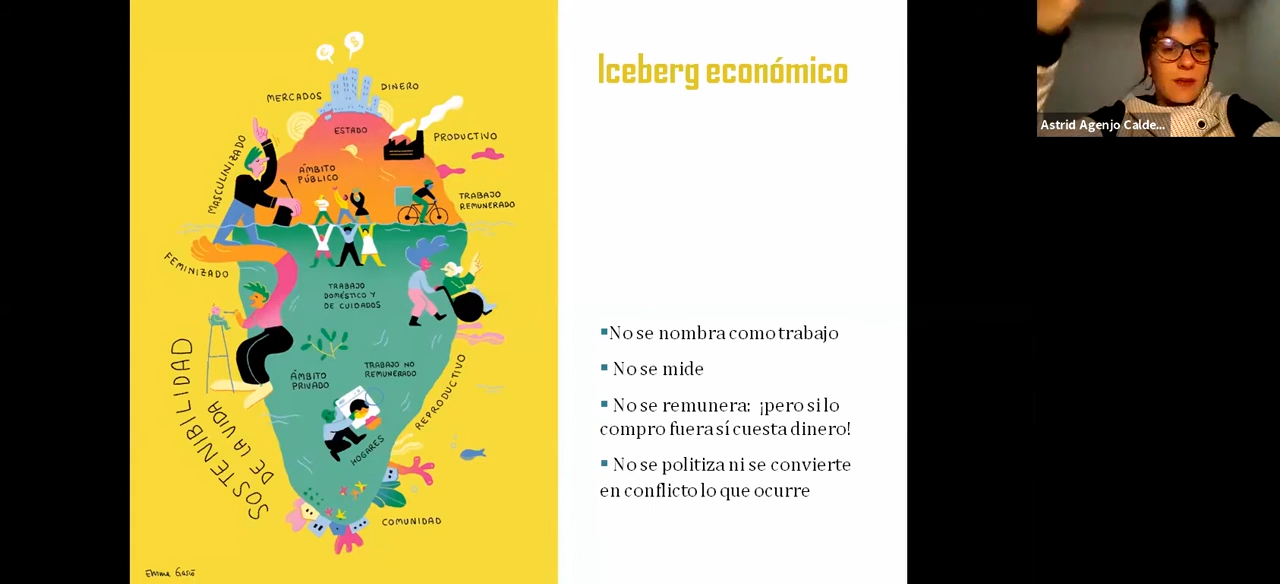 €
$
MERCADOS
DINERO
ESTADO
PRODUCTIVO
ÁMBITO
PÚBLICO
MASCULINIZADO
TRABAJO
REMUNERADO
FEMINIZADO
TRABAJO
DOMÉSTICO Y
DE CUIDADOS
ÁMBITO
PRIVADO
TRABAJO NO
REMUNERADO
REPRODUCTIVO
HOGARES
SOSTENIBILIDAD
DE LA VIDA
COMUNIDAD
Emma Gascó
Iceberg económico
No se nombra como trabajo
No se mide
No se remunera: ¡pero si lo
compro fuera sí cuesta dinero!
No se politiza ni se convierte
en conflicto lo que ocurre
Astrid Agenjo Calde...